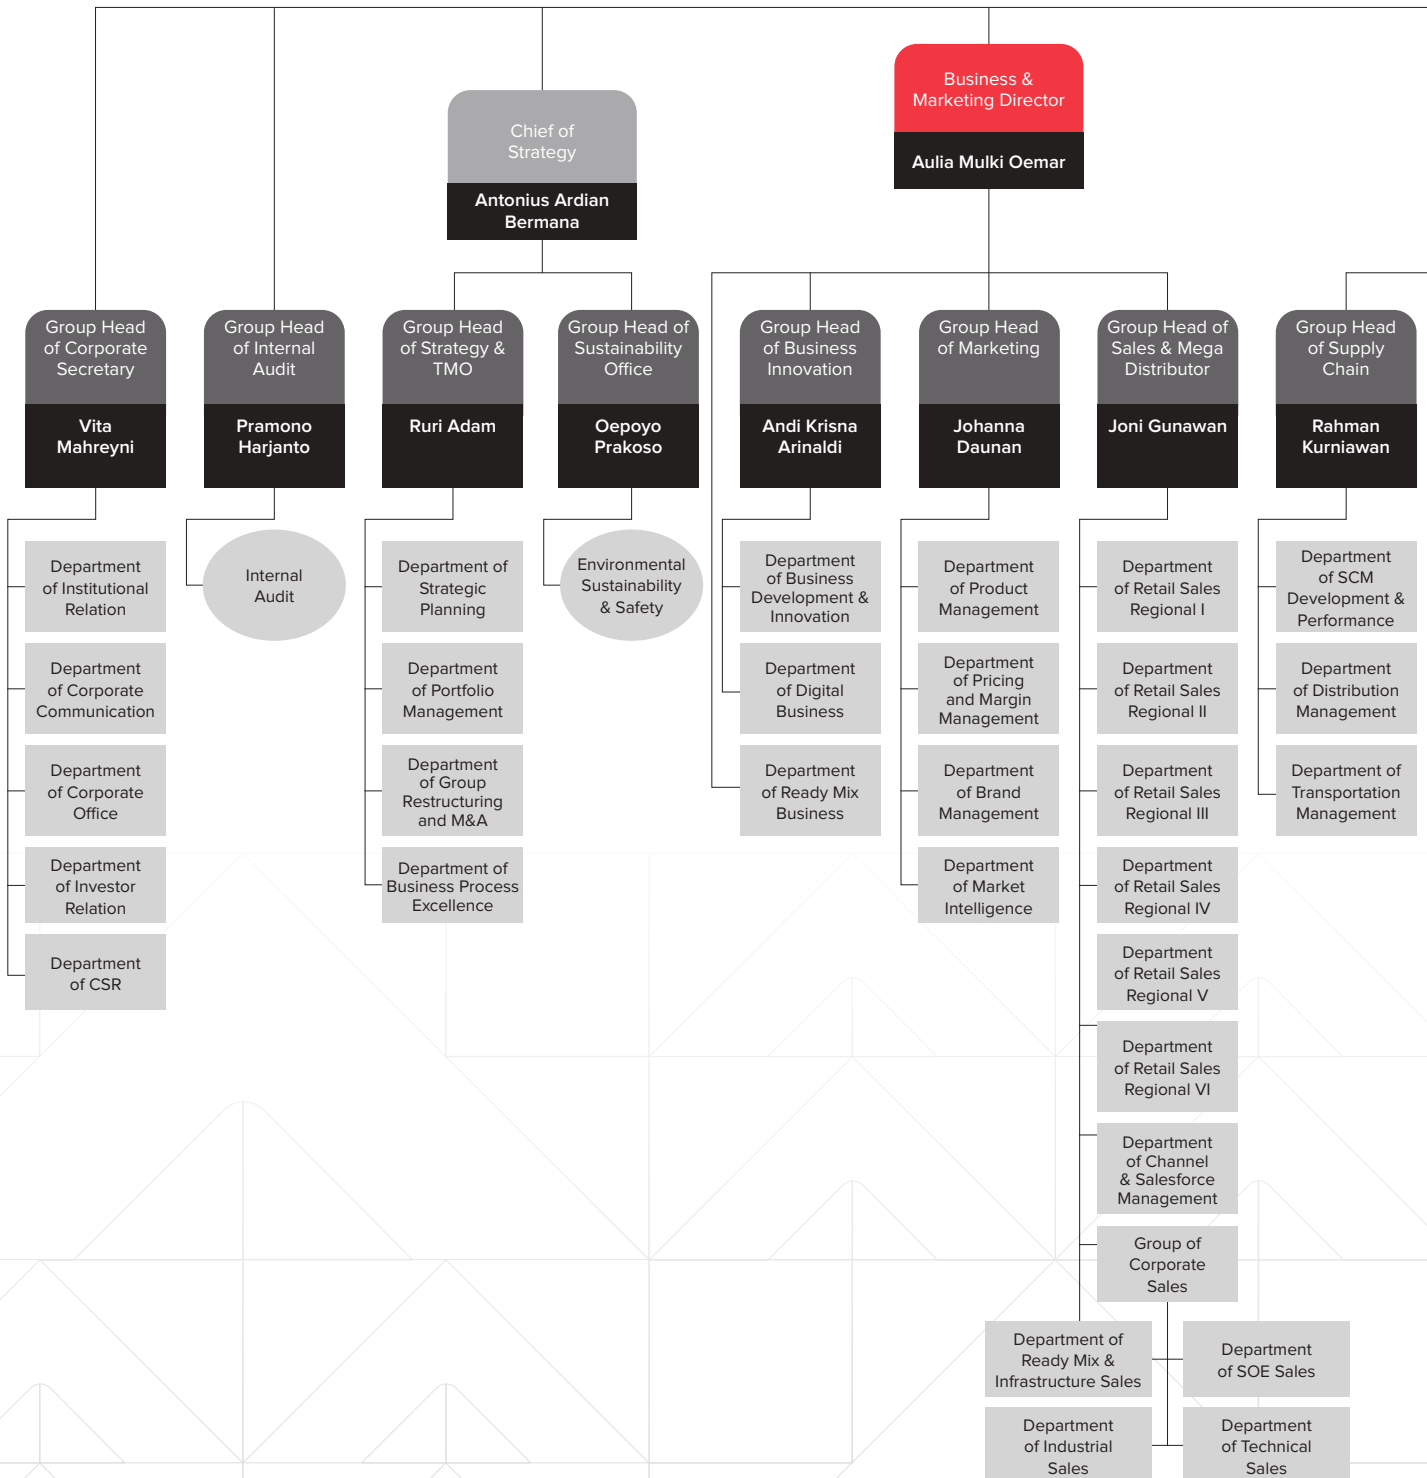 Business &
Marketing Director
Aulia Mulki Oemar
Chief of
Strategy
Antonius Ardian
Bermana
Group Head
of Corporate
Secretary
Vita
Mahreyni
Group Head
of Internal
Audit
Pramono
Harjanto
Group Head
of Strategy &
TMO
Ruri Adam
Group Head of
Sustainability
Office
Oepoyo
Prakoso
Group Head
of Business
Innovation
Andi Krisna
Arinaldi
Group Head
of Marketing
Johanna
Daunan
Group Head of
Sales & Mega
Distributor
Joni Gunawan
Group Head
of Supply
Chain
Rahman
Kurniawan
Department
of Institutional
Relation
Department
of Corporate
Communication
Department
of Corporate
Office
Department
of Investor
Relation
Department
of CSR
Internal
Audit
Department of
Strategic
Planning
Department
of Portfolio
Management
Department
of Group
Restructuring
and M&A
Department of
Business Process
Excellence
Environmental
Sustainability
& Safety
Department
of Business
Development &
Innovation
Department
of Digital
Business
Department
of Ready Mix
Business
Department
of Product
Management
Department
of Pricing
and Margin
Management
Department
of Brand
Management
Department
of Market
Intelligence
Department
of Retail Sales
Regional I
Department
of Retail Sales
Regional II
Department
of Retail Sales
Regional III
Department
of Retail Sales
Regional IV
Department
of Retail Sales
Regional V
Department
of Retail Sales
Regional VI
Department
of Channel
& Salesforce
Management
Group of
Corporate
Sales
Department of
Ready Mix &
Infrastructure Sales
Department
of SOE Sales
Department
of Industrial
Sales
Department
of Technical
Sales
Department
of SCM
Development &
Performance
Department
of Distribution
Management
Department of
Transportation
Management